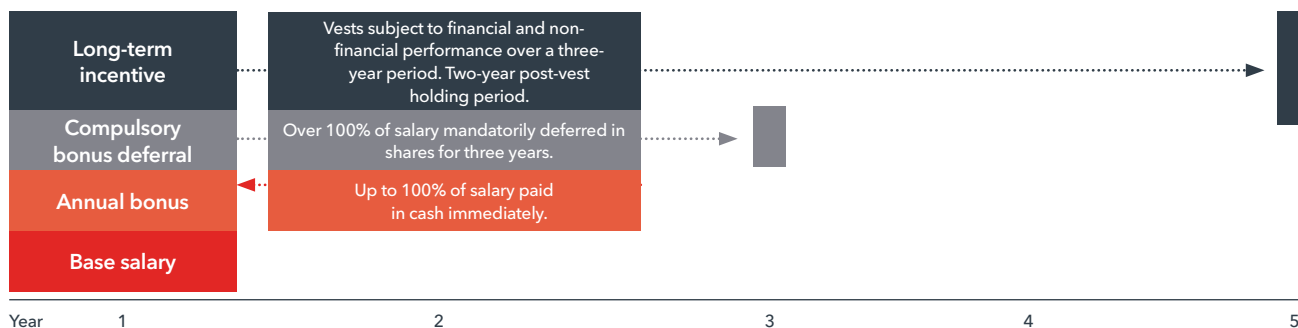 Long-term
incentive
Vests subject to financial and non-
financial performance over a three-
year period. Two-year post-vest
holding period.
Compulsory
bonus deferral
Over 100% of salary mandatorily deferred in
shares for three years.
Annual bonus
Up to 100% of salary paid
in cash immediately.
Base salary
Year 1 2 3 4 5